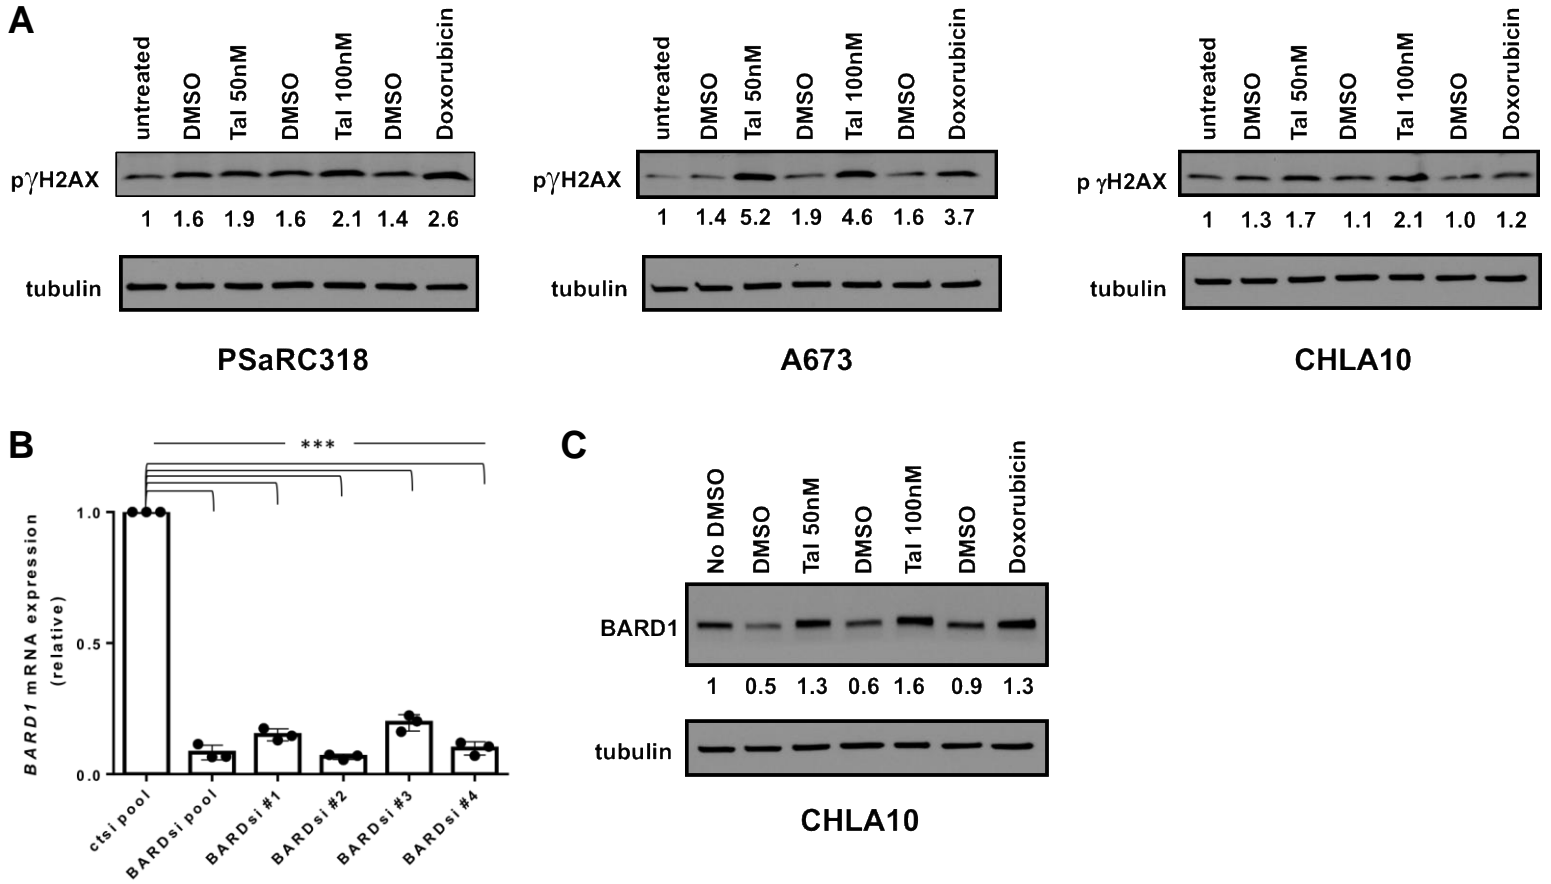 A
untreated
DMSO
Tal 50nM
DMSO
Tal 100nM
DMSO
Doxorubicin
pγH2AX
1 1.6 1.9 1.6 2.1 1.4 2.6
tubulin
PSaRC318
untreated
DMSO
Tal 50nM
DMSO
Tal 100nM
DMSO
Doxorubicin
pγH2AX
1 1.4 5.2 1.9 4.6 1.6 3.7
tubulin
A673
untreated
DMSO
Tal 50nM
DMSO
Tal 100nM
DMSO
Doxorubicin
p γH2AX
1 1.3 1.7 1.1 2.1 1.0 1.2
tubulin
CHLA10
B
***
BARD1 mRNA expression
(relative)
1.0
0.5
0.0
ctsi pool
BARDsi pool
BARDsi #1
BARDsi #2
BARDsi #3
BARDsi #4
C
No DMSO
DMSO
Tal 50nM
DMSO
Tal 100nM
DMSO
Doxorubicin
BARD1
1 0.5 1.3 0.6 1.6 0.9 1.3
tubulin
CHLA10